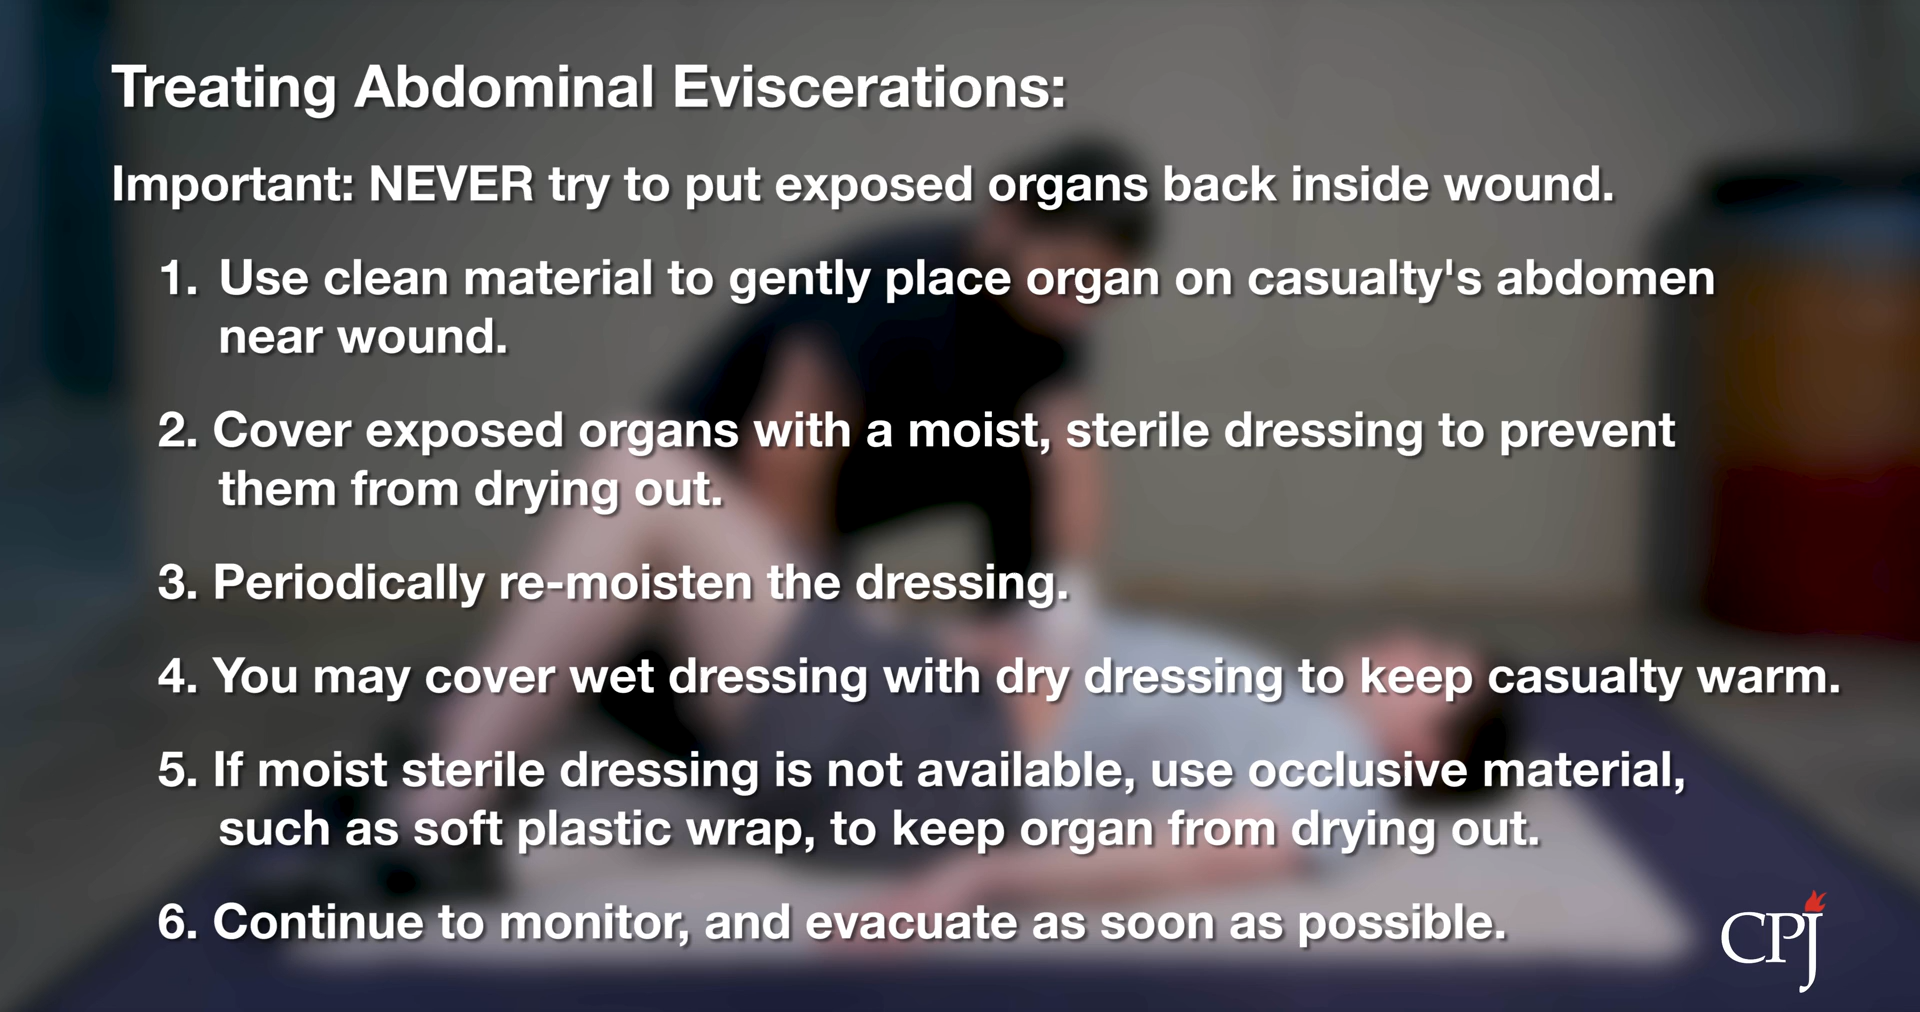 Treating Abdominal Eviscerations:
Important: NEVER try to put exposed organs back inside wound.
1. Use clean material to gently place organ on casualty's abdomen
near wound.
2. Cover exposed organs with a moist, sterile dressing to prevent
them from drying out.
3. Periodically re-moisten the dressing.
4. You may cover wet dressing with dry dressing to keep casualty warm.
5. If moist sterile dressing is not available, use occlusive material,
such as soft plastic wrap, to keep organ from drying out.
6. Continue to monitor, and evacuate as soon as possible.
CPJ